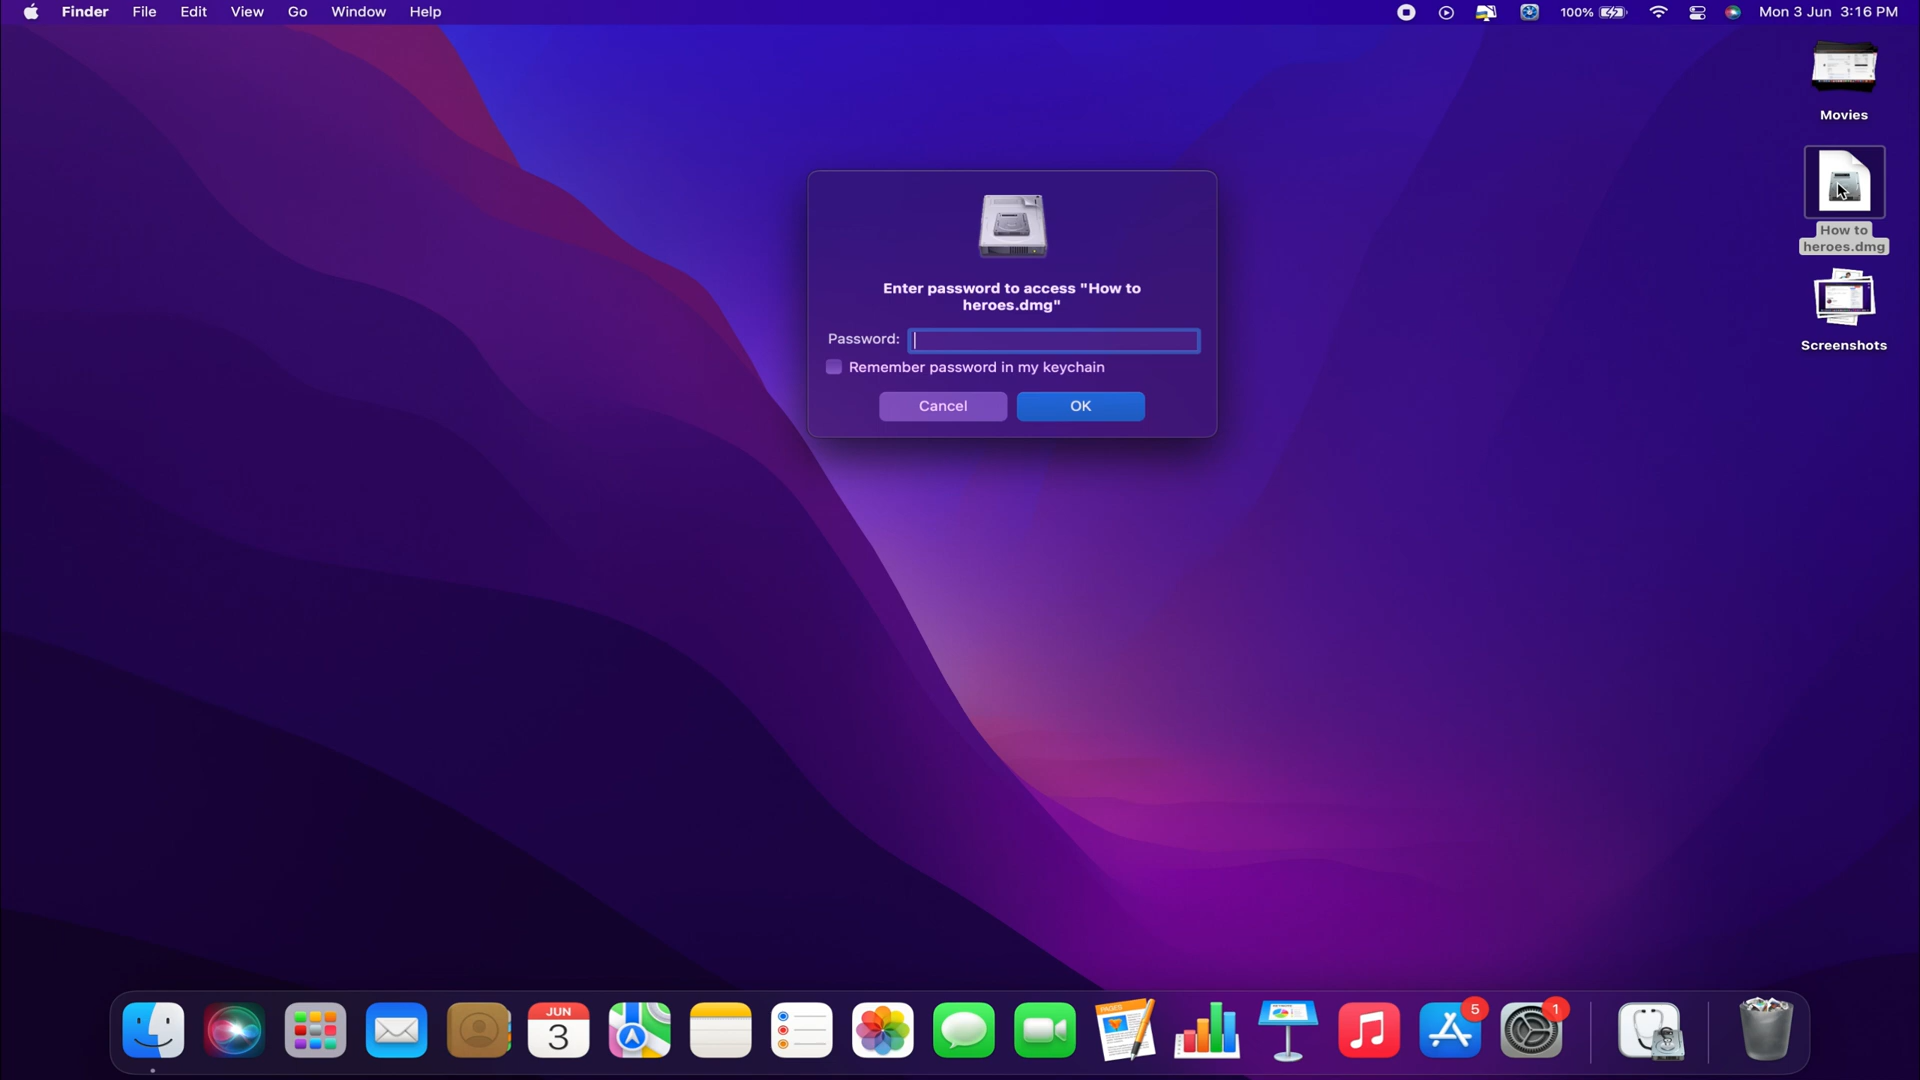 Finder File Edit View Go Window Help 100% Mon 3 Jun 3:16 PM
Movies
How to
heroes.dmg
Screenshots
Enter password to access "How to
heroes.dmg"
Password:
Remember password in my keychain
Cancel OK
JUN
3
PAGES
5
1